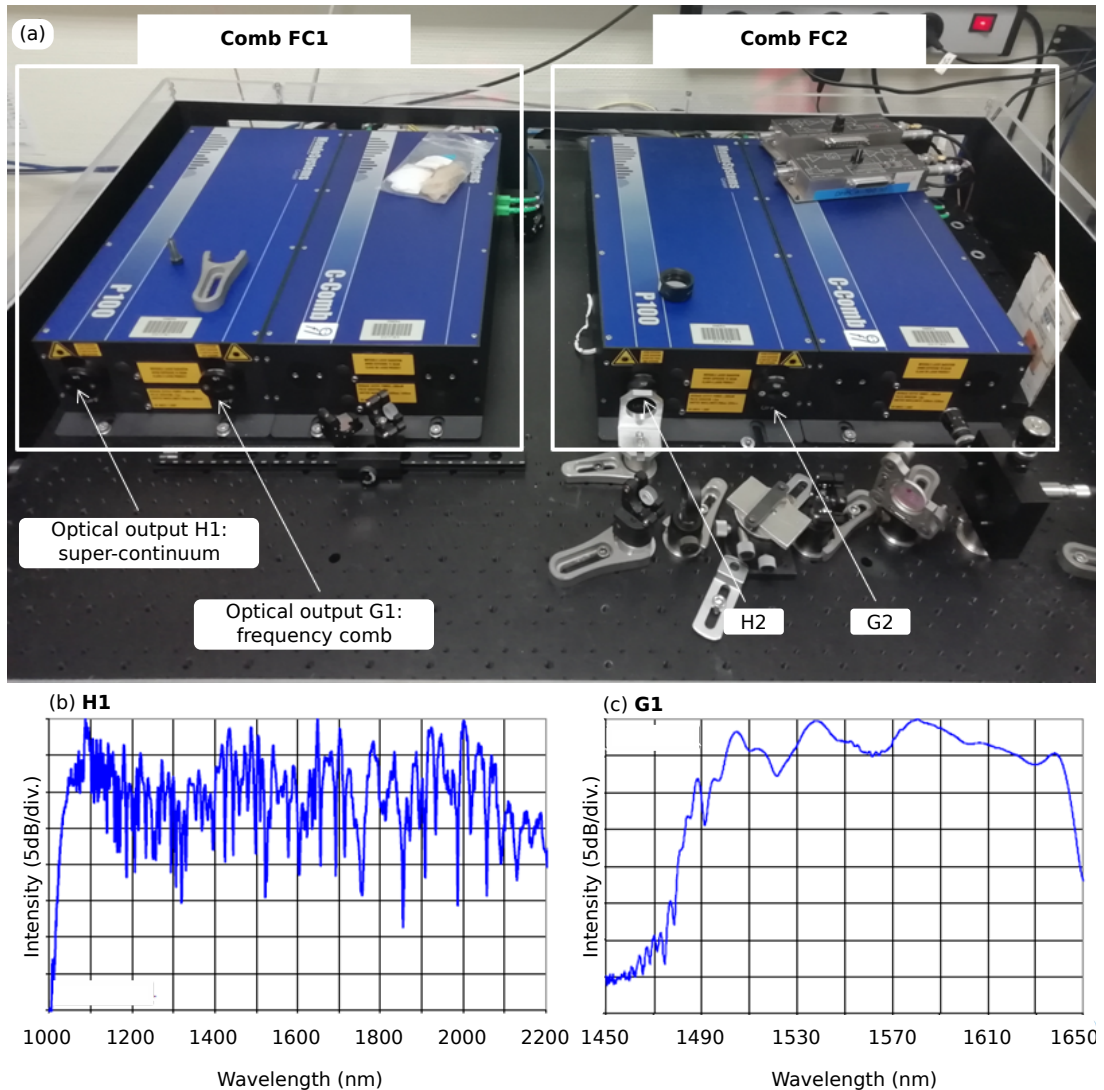 (a)
Comb FC1
Comb FC2
P100
C-Comb
P100
C-Comb
Optical output H1:
super-continuum
Optical output G1:
frequency comb
H2
G2
(b) H1
(c) G1
Intensity (5dB/div.)
Intensity (5dB/div.)
1000 1200 1400 1600 1800 2000 2200
1450 1490 1530 1570 1610 1650
Wavelength (nm)
Wavelength (nm)